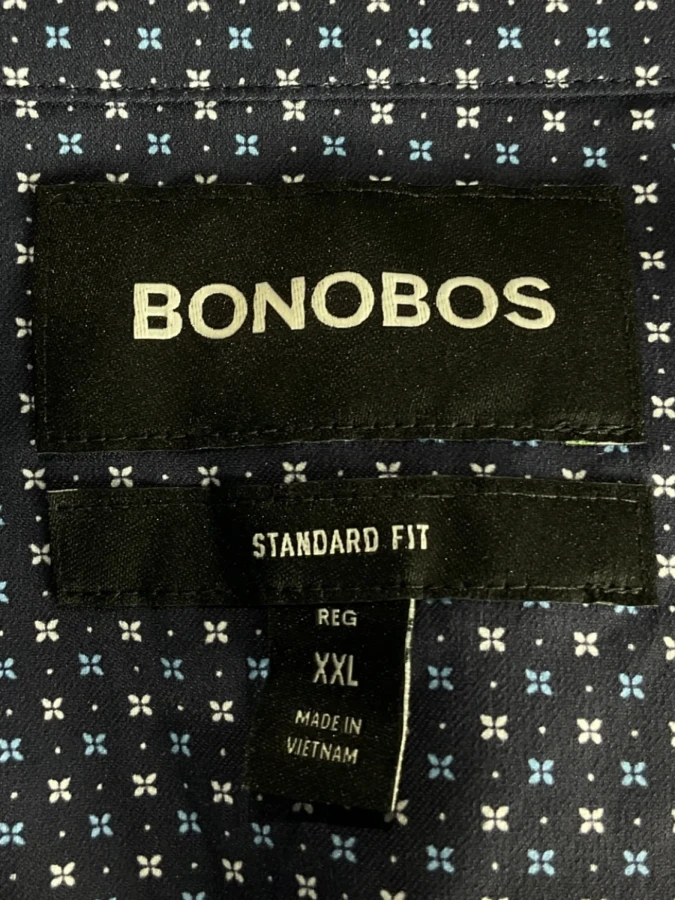 BONOBOS
STANDARD FIT
REG
XXL
MADE IN
VIETNAM